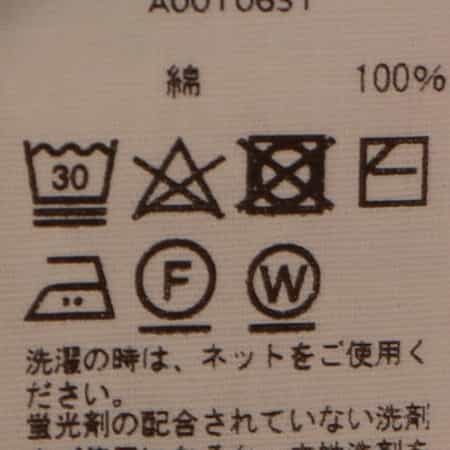 綿 100%
30
F W
洗濯の時は、ネットをご使用く
ださい。
蛍光剤の配合されていない洗剤